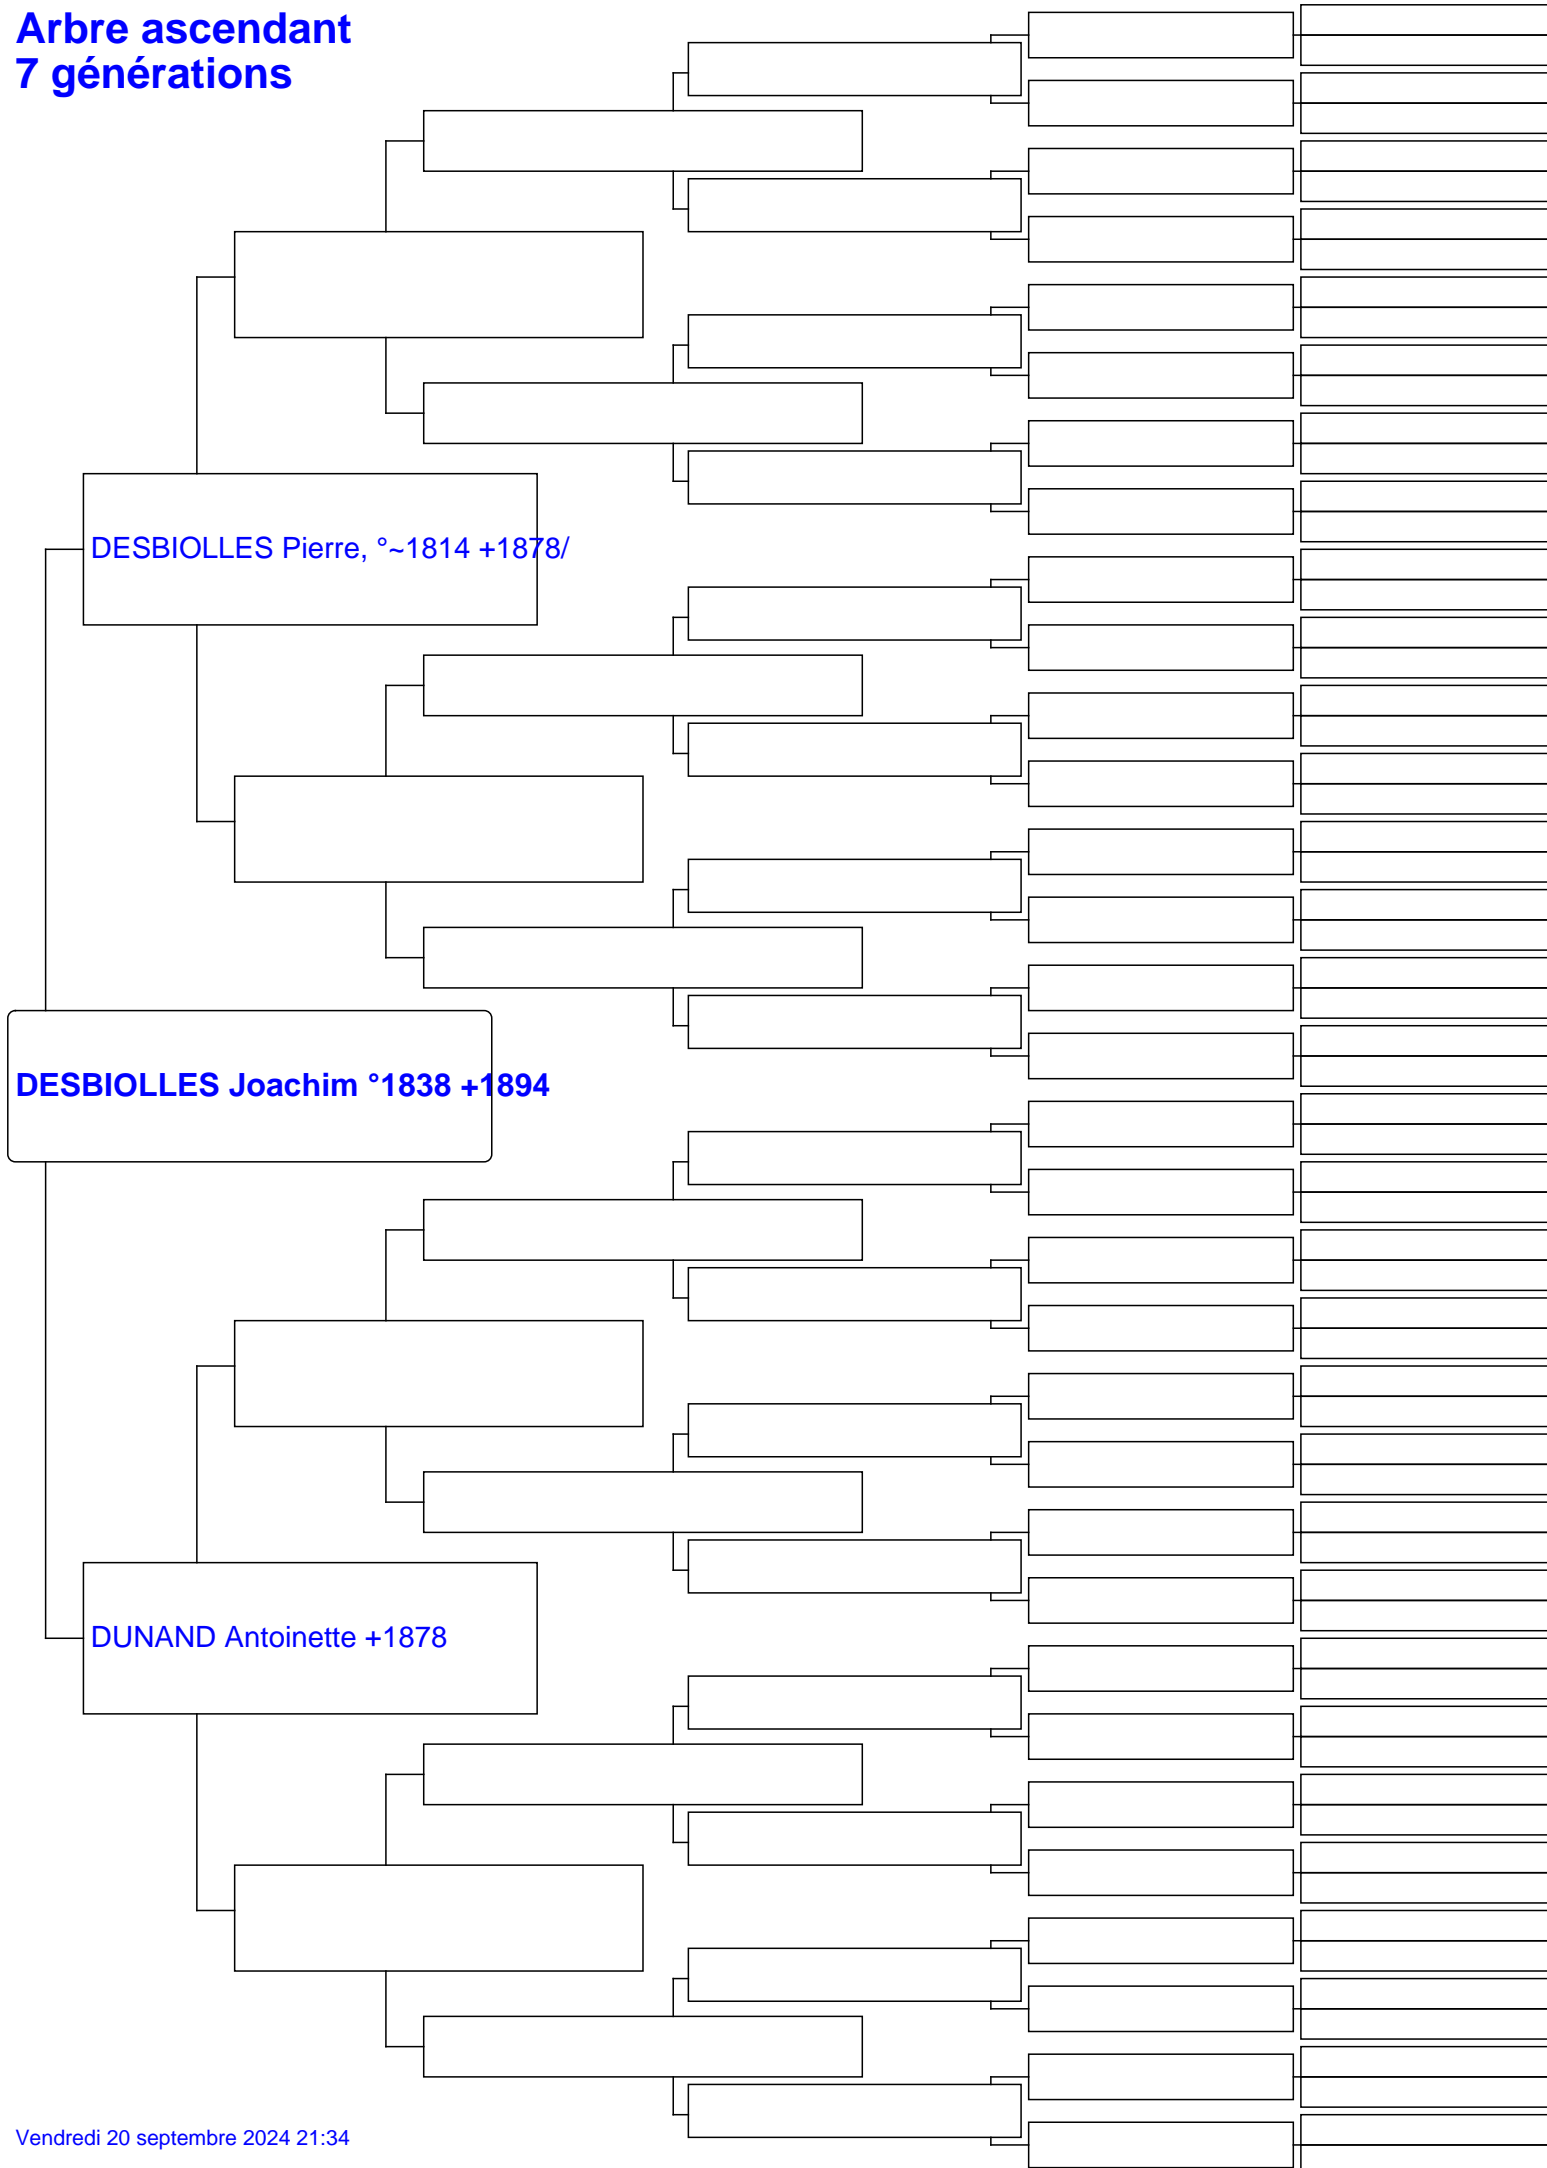 Arbre ascendant
7 générations
DESBIOLLES Pierre, °~1814 +1878/
DESBIOLLES Joachim °1838 +1894
DUNAND Antoinette +1878
Vendredi 20 septembre 2024 21:34